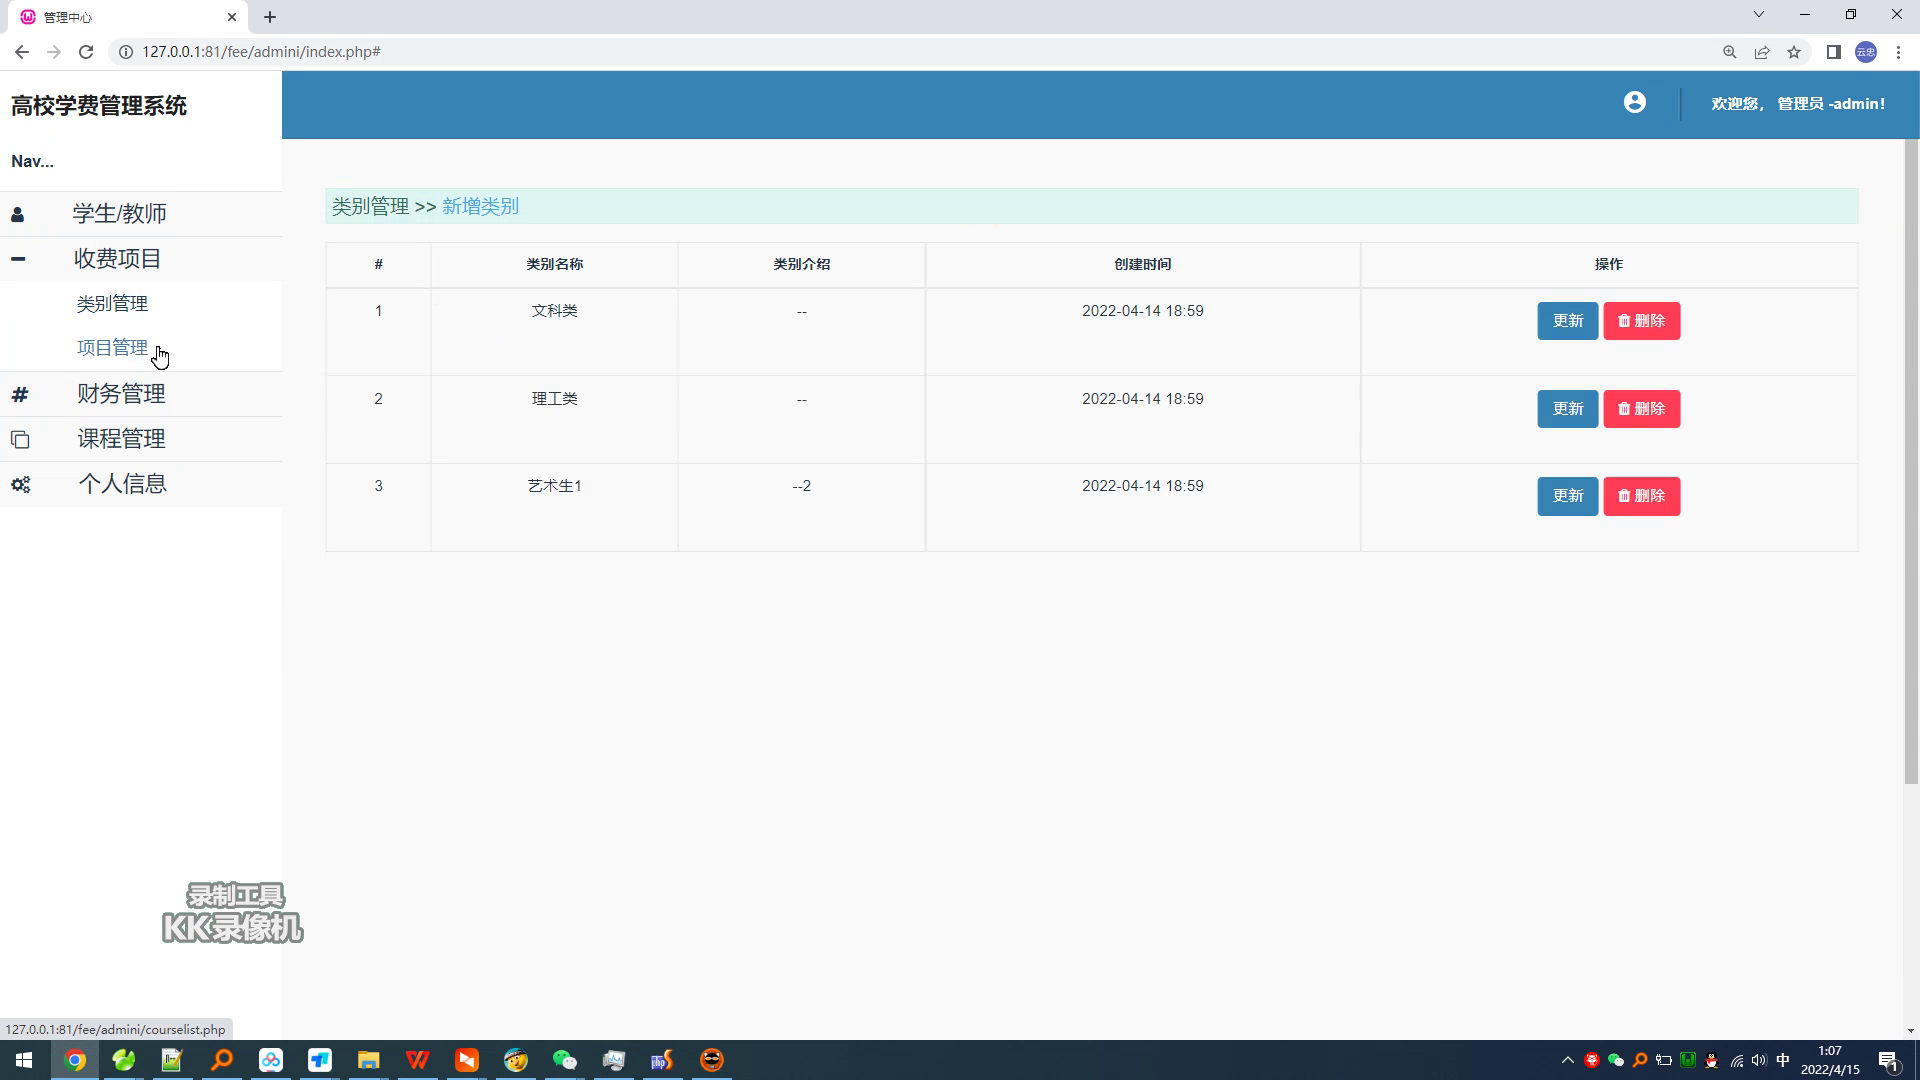 管理中心
127.0.0.1:81/fee/admini/index.php#
云忠
高校学费管理系统
欢迎您， 管理员 -admin!
Nav...
学生/教师
收费项目
类别管理
项目管理
财务管理
课程管理
个人信息
类别管理 >> 新增类别
# 类别名称 类别介绍 创建时间 操作
1 文科类 -- 2022-04-14 18:59 更新 删除
2 理工类 -- 2022-04-14 18:59 更新 删除
3 艺术生1 --2 2022-04-14 18:59 更新 删除
录制工具
KK录像机
127.0.0.1:81/fee/admini/courselist.php
中
1:07
2022/4/15
1